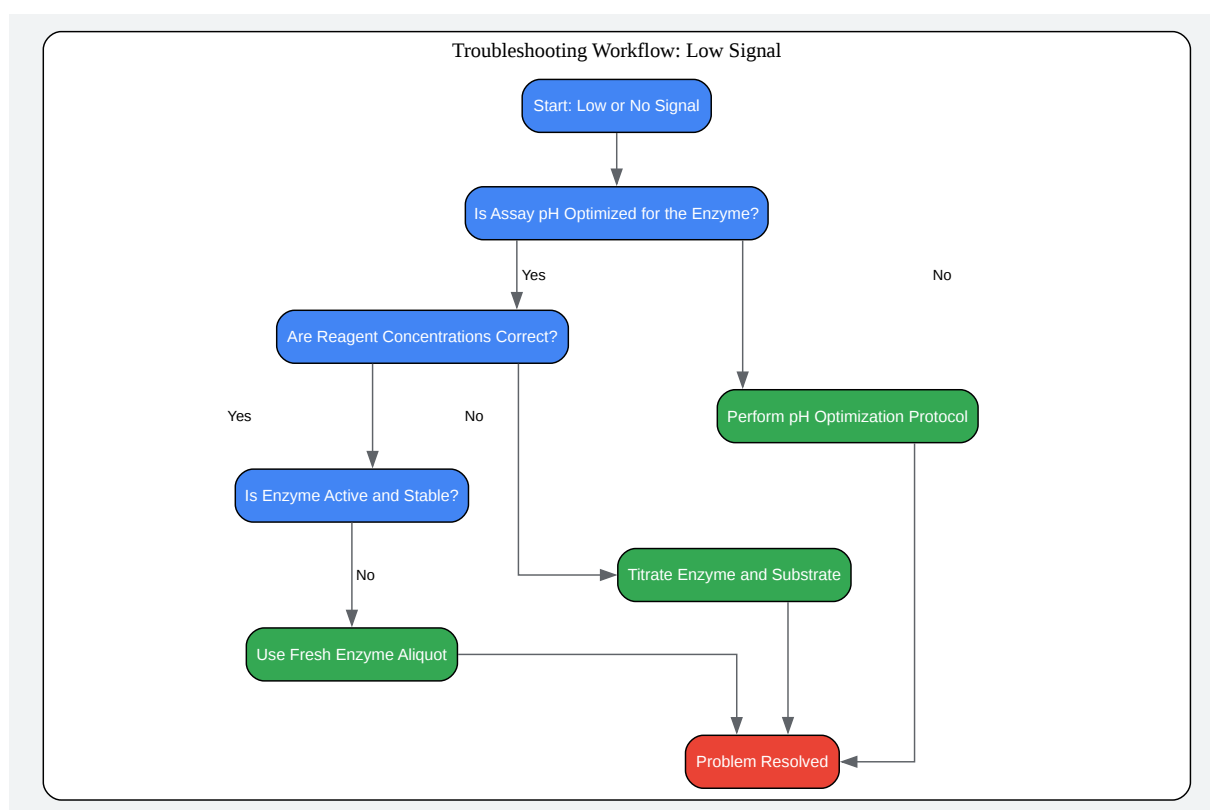 Troubleshooting Workflow: Low Signal
Start: Low or No Signal
Is Assay pH Optimized for the Enzyme?
Yes
No
Are Reagent Concentrations Correct?
Yes
No
Perform pH Optimization Protocol
Is Enzyme Active and Stable?
No
Titrate Enzyme and Substrate
Use Fresh Enzyme Aliquot
Problem Resolved